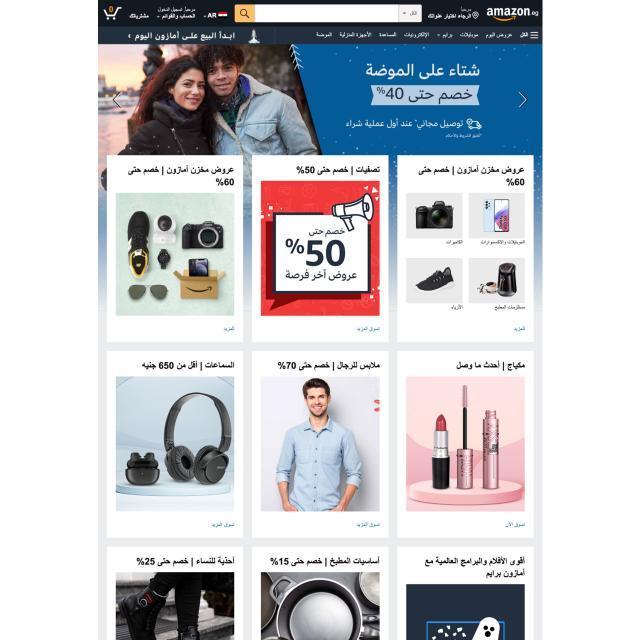 amazon.eg
مرحباً
الرجاء اختيار عنوانك
الكل
AR
مرحباً, تسجيل الدخول
الحساب والقوائم
0
مشترياتك
الكل
عروض اليوم
موبايلات
برايم
الإلكترونيات
المساعدة
الأجهزة المنزلية
الموضة
ابدأ البيع على أمازون اليوم
شتاء على الموضة
خصم حتى 40%
توصيل مجاني* عند أول عملية شراء
*تطبق الشروط والأحكام
عروض مخزن أمازون | خصم حتى
60%
الموبايلات والاكسسوارات
الكاميرات
مستلزمات المطبخ
الأزياء
المزيد
تصفيات | خصم حتى 50%
خصم حتى
50%
عروض آخر فرصة
تسوق المزيد
عروض مخزن أمازون | خصم حتى
60%
المزيد
مكياج | أحدث ما وصل
تسوق الآن
ملابس للرجال | خصم حتى 70%
تسوق المزيد
السماعات | أقل من 650 جنيه
تسوق المزيد
أقوى الأفلام والبرامج العالمية مع
أمازون برايم
أساسيات المطبخ | خصم حتى 15%
أحذية للنساء | خصم حتى 25%